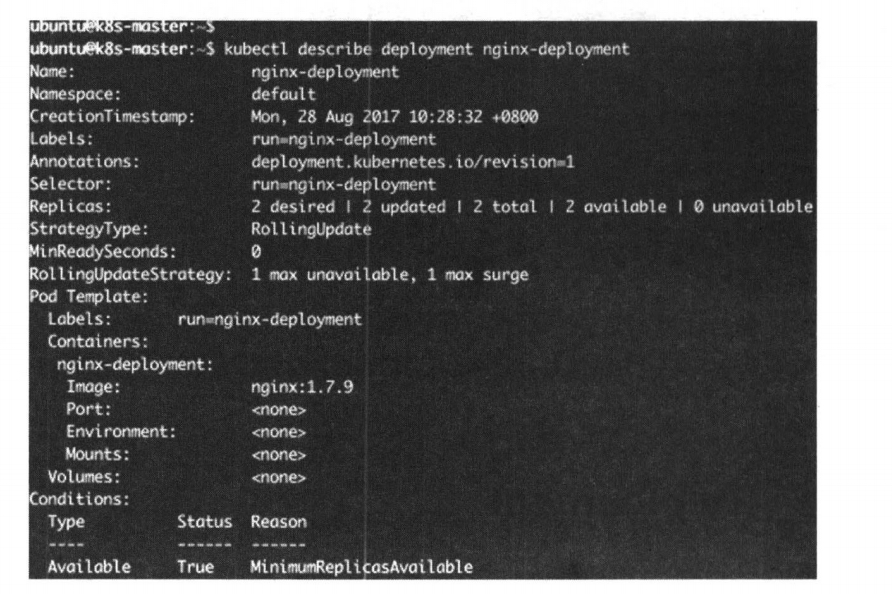 ubuntu@k8s-master:~$
ubuntu@k8s-master:~$ kubectl describe deployment nginx-deployment
Name: nginx-deployment
Namespace: default
CreationTimestamp: Mon, 28 Aug 2017 10:28:32 +0800
Labels: run=nginx-deployment
Annotations: deployment.kubernetes.io/revision=1
Selector: run=nginx-deployment
Replicas: 2 desired | 2 updated | 2 total | 2 available | 0 unavailable
StrategyType: RollingUpdate
MinReadySeconds: 0
RollingUpdateStrategy: 1 max unavailable, 1 max surge
Pod Template:
Labels: run=nginx-deployment
Containers:
nginx-deployment:
Image: nginx:1.7.9
Port: <none>
Environment: <none>
Mounts: <none>
Volumes: <none>
Conditions:
Type Status Reason
---- ------ ------
Available True MinimumReplicasAvailable